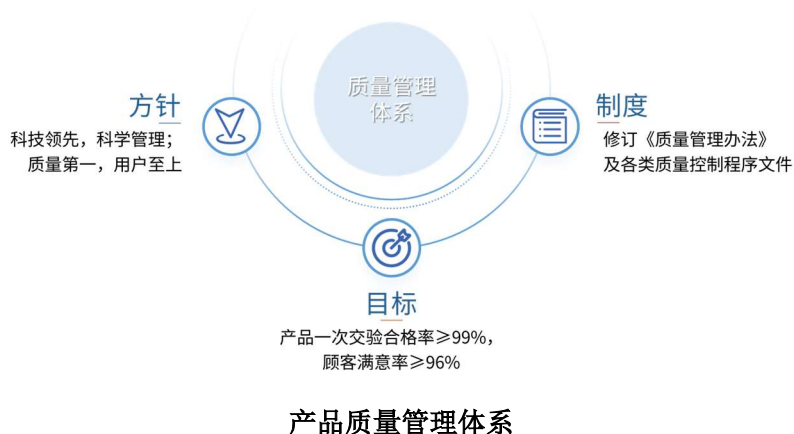 质量管理
体系
方针
科技领先，科学管理；
质量第一，用户至上
制度
修订《质量管理办法》
及各类质量控制程序文件
目标
产品一次交验合格率≥99%，
顾客满意率≥96%
产品质量管理体系